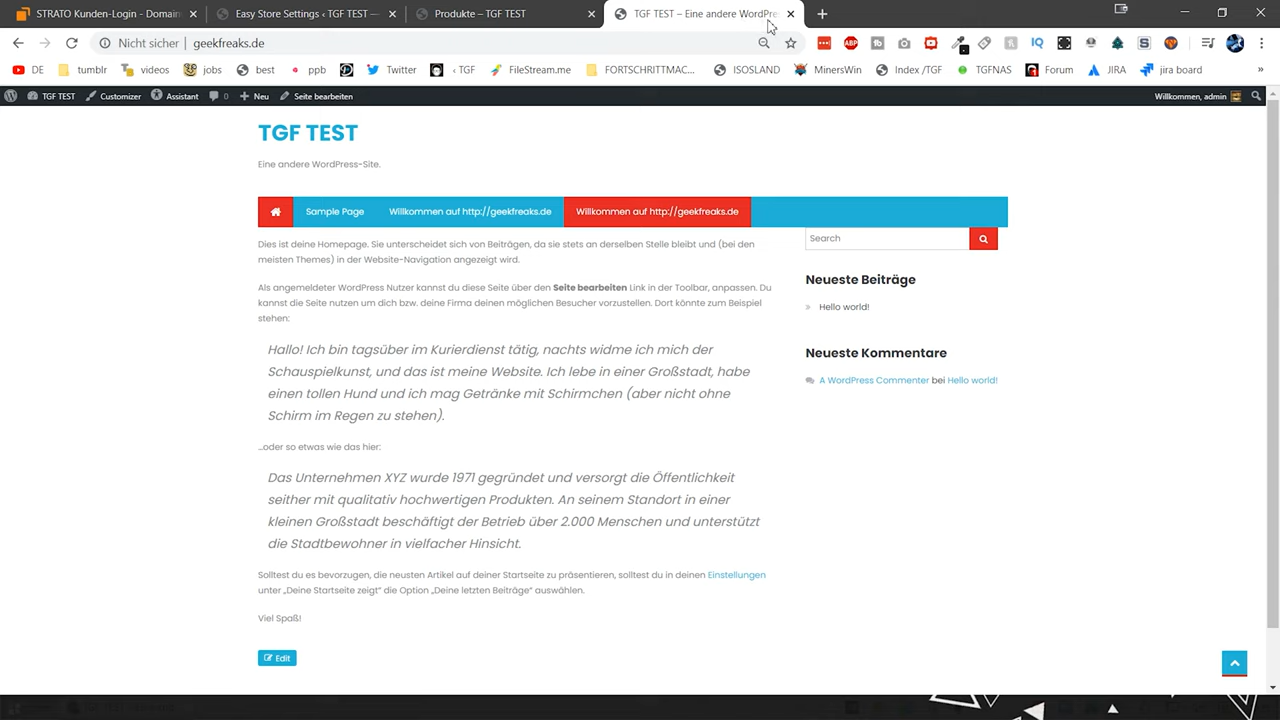 STRATO Kunden-Login - Domain
Easy Store Settings ‹ TGF TEST —
Produkte – TGF TEST
TGF TEST – Eine andere WordPre
Nicht sicher | geekfreaks.de
DE
tumblr
videos
jobs
best
ppb
Twitter
TGF
FileStream.me
FORTSCHRITTMAC...
ISOSLAND
MinersWin
Index /TGF
TGFNAS
Forum
JIRA
jira board
TGF TEST
Customizer
Assistant
0
Neu
Seite bearbeiten
Willkommen, admin
TGF TEST
Eine andere WordPress-Site.
Sample Page
Willkommen auf http://geekfreaks.de
Willkommen auf http://geekfreaks.de
Dies ist deine Homepage. Sie unterscheidet sich von Beiträgen, da sie stets an derselben Stelle bleibt und (bei den
meisten Themes) in der Website-Navigation angezeigt wird.
Als angemeldeter WordPress Nutzer kannst du diese Seite über den Seite bearbeiten Link in der Toolbar, anpassen. Du
kannst die Seite nutzen um dich bzw. deine Firma deinen möglichen Besucher vorzustellen. Dort könnte zum Beispiel
stehen:
Hallo! Ich bin tagsüber im Kurierdienst tätig, nachts widme ich mich der
Schauspielkunst, und das ist meine Website. Ich lebe in einer Großstadt, habe
einen tollen Hund und ich mag Getränke mit Schirmchen (aber nicht ohne
Schirm im Regen zu stehen).
...oder so etwas wie das hier:
Das Unternehmen XYZ wurde 1971 gegründet und versorgt die Öffentlichkeit
seither mit qualitativ hochwertigen Produkten. An seinem Standort in einer
kleinen Großstadt beschäftigt der Betrieb über 2.000 Menschen und unterstützt
die Stadtbewohner in vielfacher Hinsicht.
Solltest du es bevorzugen, die neusten Artikel auf deiner Startseite zu präsentieren, solltest du in deinen Einstellungen
unter „Deine Startseite zeigt“ die Option „Deine letzten Beiträge“ auswählen.
Viel Spaß!
Edit
Search
Neueste Beiträge
Hello world!
Neueste Kommentare
A WordPress Commenter bei Hello world!